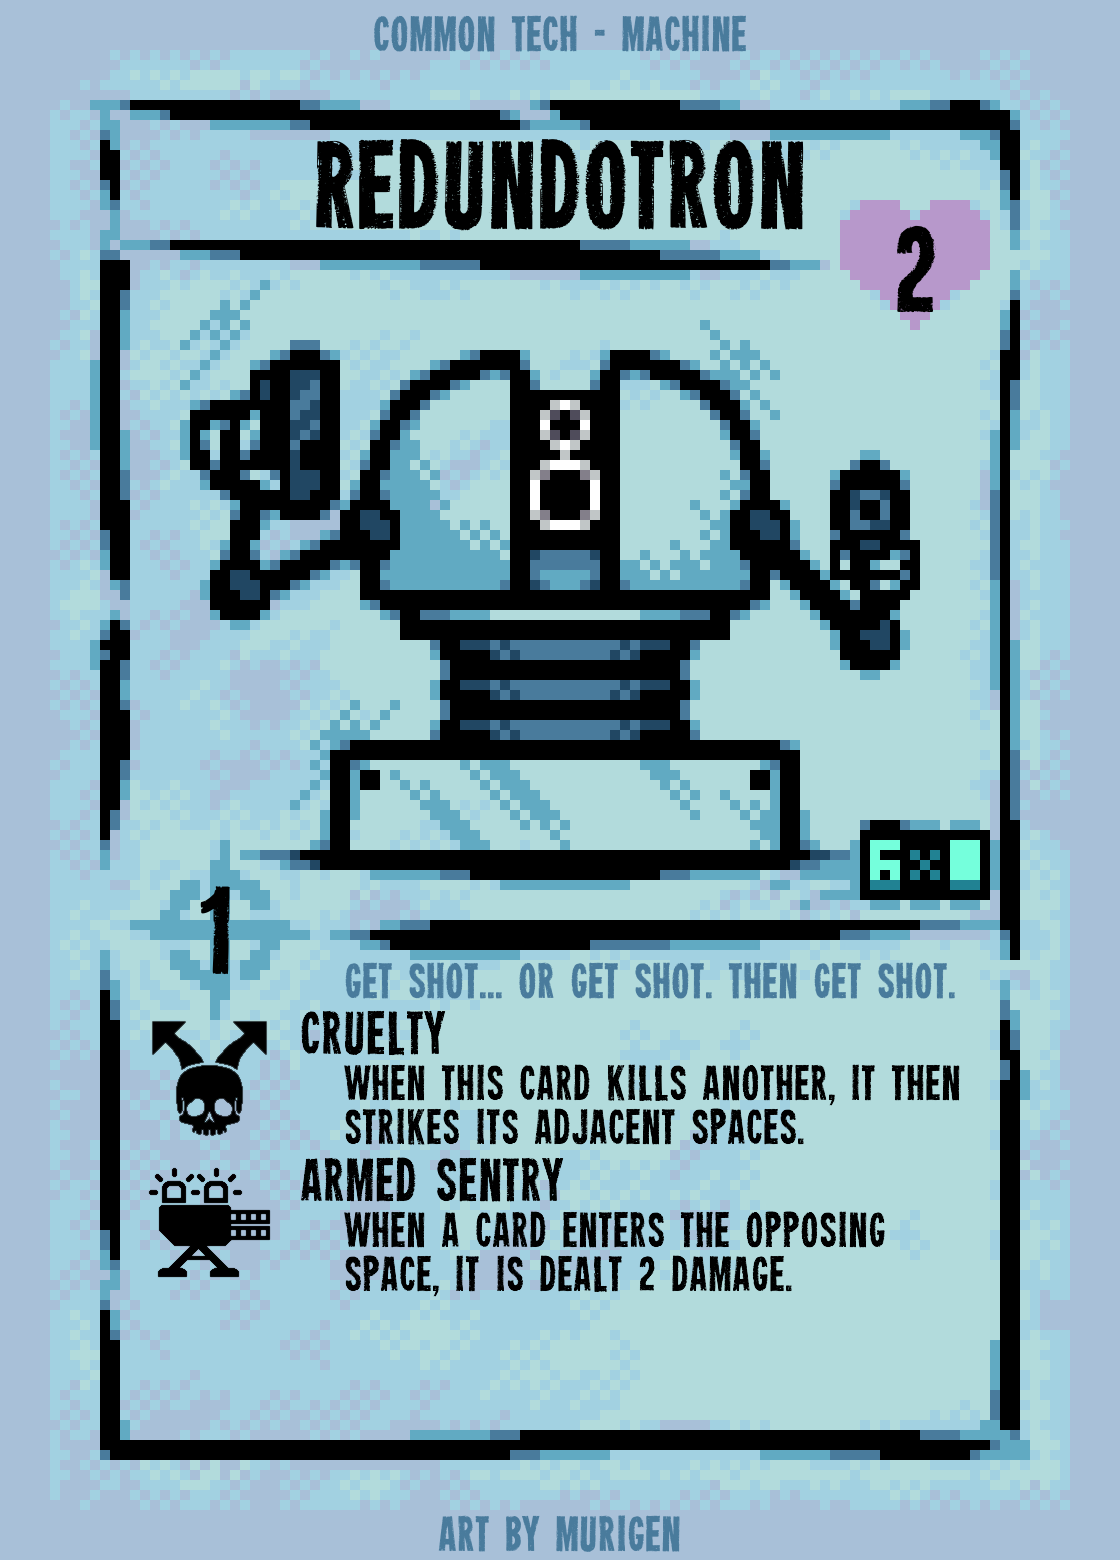 COMMON TECH - MACHINE
REDUNDOTRON
2
6x
1
GET SHOT... OR GET SHOT. THEN GET SHOT.
CRUELTY
WHEN THIS CARD KILLS ANOTHER, IT THEN
STRIKES ITS ADJACENT SPACES.
ARMED SENTRY
WHEN A CARD ENTERS THE OPPOSING
SPACE, IT IS DEALT 2 DAMAGE.
ART BY MURIGEN